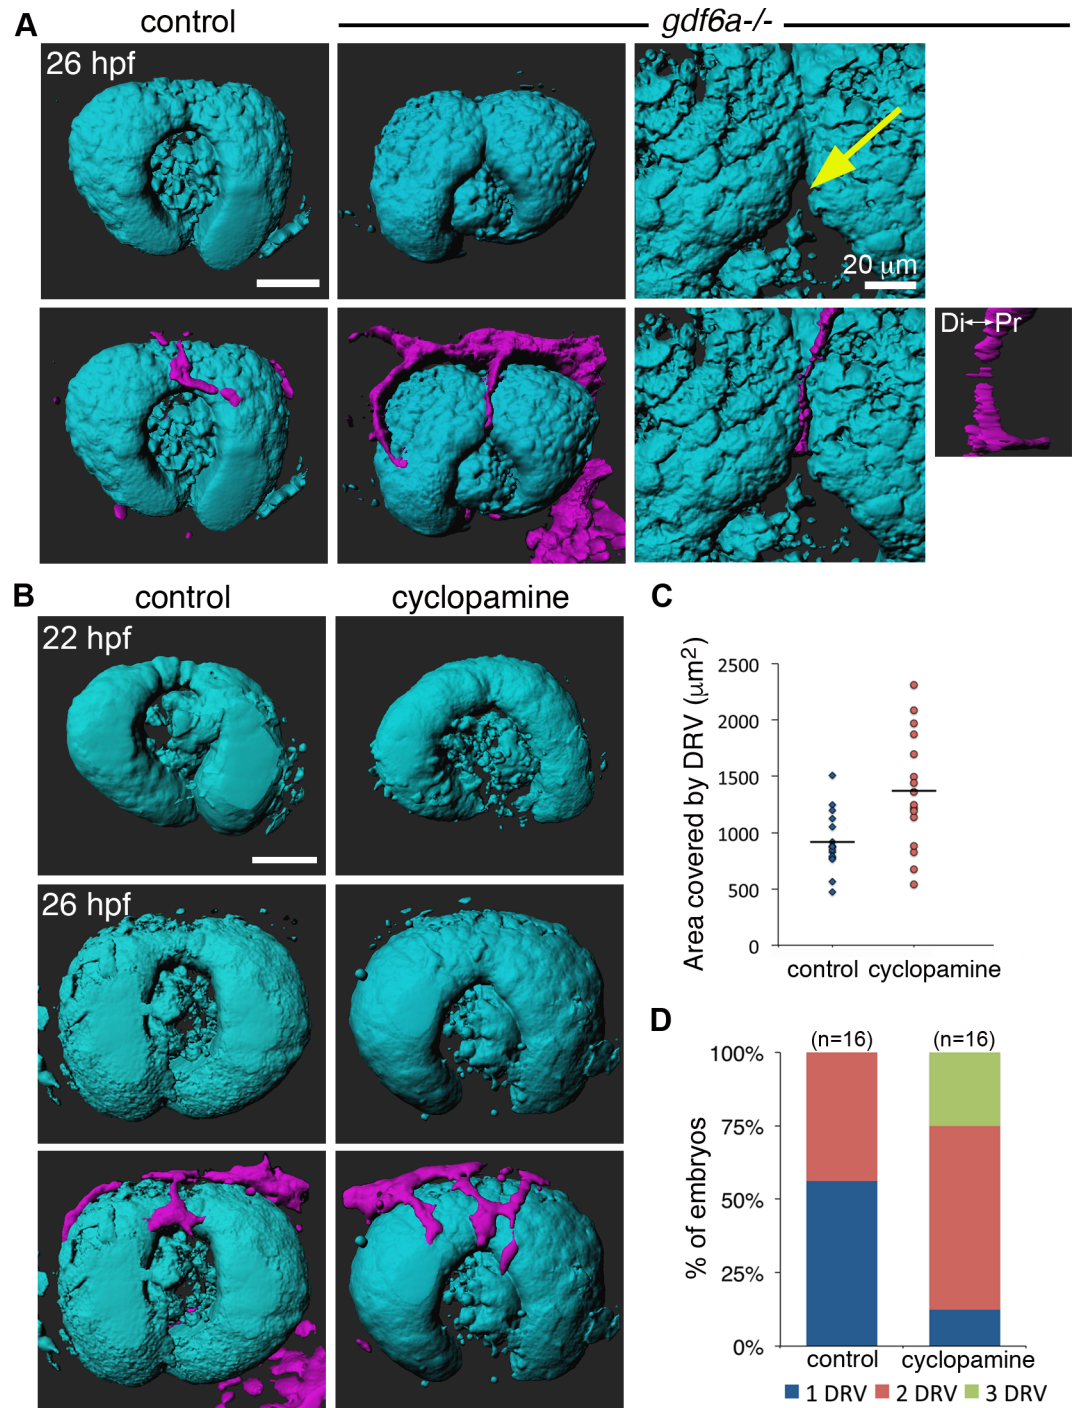 A
control
gdf6a-/-
26 hpf
20 μm
Di↔Pr
B
control
cyclopamine
22 hpf
26 hpf
C
Area covered by DRV (μm²)
2500
2000
1500
1000
500
0
control
cyclopamine
D
% of embryos
(n=16)
(n=16)
100%
75%
50%
25%
0%
control
cyclopamine
1 DRV
2 DRV
3 DRV